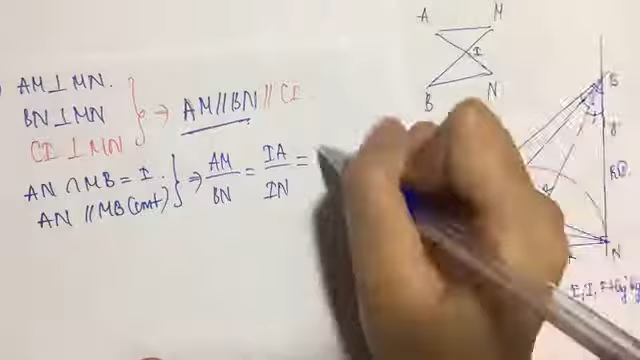 AM ⊥ MN.
BN ⊥ MN
CI ⊥ MN
⇒ AM // BN // CI
AN ∩ MB = I.
AN // MB (cmt)
⇒ AM/BN = IA/IN =
A M
I
B N
B
N